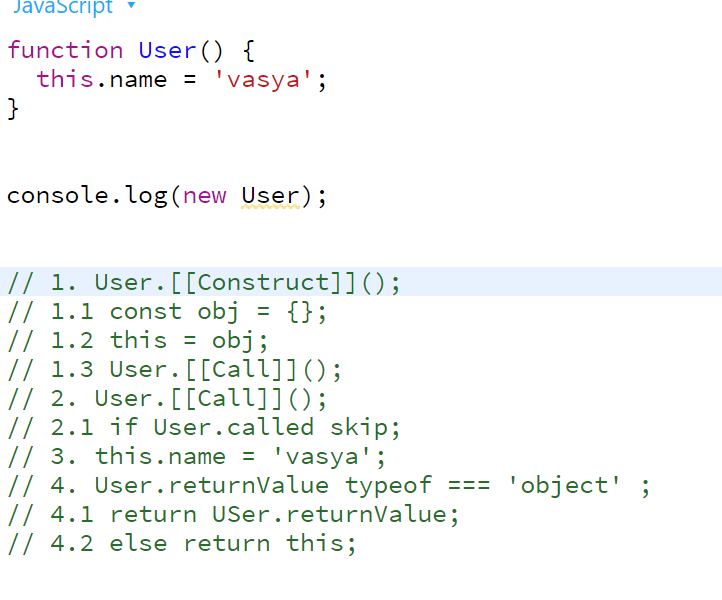 JavaScript ▼
function User() {
  this.name = 'vasya';
}
console.log(new User);
// 1. User.[[Construct]]();
// 1.1 const obj = {};
// 1.2 this = obj;
// 1.3 User.[[Call]]();
// 2. User.[[Call]]();
// 2.1 if User.called skip;
// 3. this.name = 'vasya';
// 4. User.returnValue typeof === 'object' ;
// 4.1 return USer.returnValue;
// 4.2 else return this;